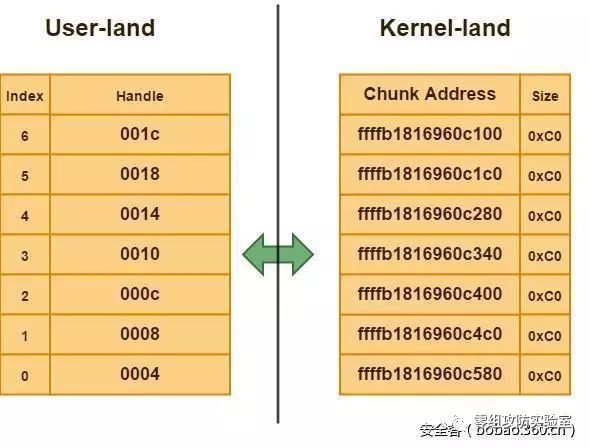 User-land Kernel-land
Index Handle Chunk Address Size
6 001c ffffb1816960c100 0xC0
5 0018 ffffb1816960c1c0 0xC0
4 0014 ffffb1816960c280 0xC0
3 0010 ffffb1816960c340 0xC0
2 000c ffffb1816960c400 0xC0
1 0008 ffffb1816960c4c0 0xC0
0 0004 ffffb1816960c580 0xC0
零组攻防实验室
安全客（bobao.360.cn）